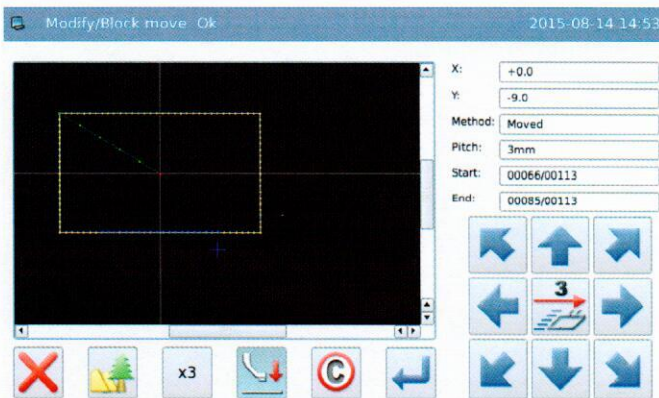 Modify/Block move Ok 2015-08-14 14:53
X: +0.0
Y: -9.0
Method: Moved
Pitch: 3mm
Start: 00066/00113
End: 00085/00113
3
x3
C